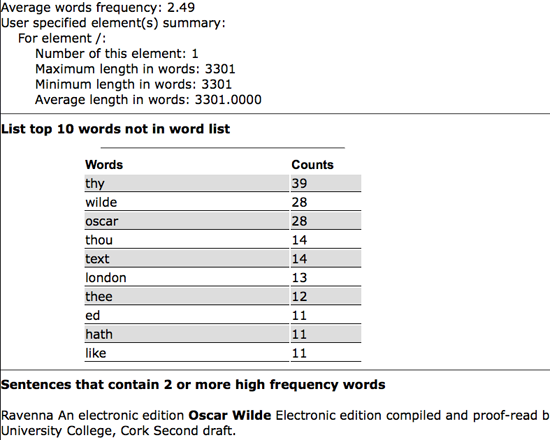 Average words frequency: 2.49
User specified element(s) summary:
For element /:
Number of this element: 1
Maximum length in words: 3301
Minimum length in words: 3301
Average length in words: 3301.0000
List top 10 words not in word list
Words Counts
thy 39
wilde 28
oscar 28
thou 14
text 14
london 13
thee 12
ed 11
hath 11
like 11
Sentences that contain 2 or more high frequency words
Ravenna An electronic edition Oscar Wilde Electronic edition compiled and proof-read b
University College, Cork Second draft.